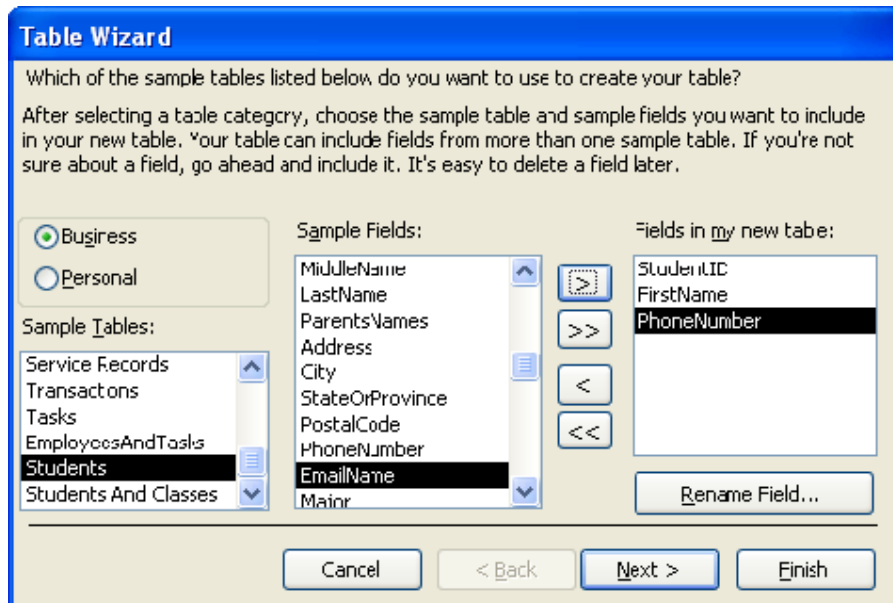 Table Wizard
Which of the sample tables listed below do you want to use to create your table?
After selecting a table category, choose the sample table and sample fields you want to include
in your new table. Your table can include fields from more than one sample table. If you're not
sure about a field, go ahead and include it. It's easy to delete a field later.
Business
Personal
Sample Tables:
Service Records
Transactions
Tasks
EmployeesAndTasks
Students
Students And Classes
Sample Fields:
MiddleName
LastName
ParentsNames
Address
City
StateOrProvince
PostalCode
PhoneNumber
EmailName
Major
>
>>
<
<<
Fields in my new table:
StudentID
FirstName
PhoneNumber
Rename Field...
Cancel
< Back
Next >
Finish